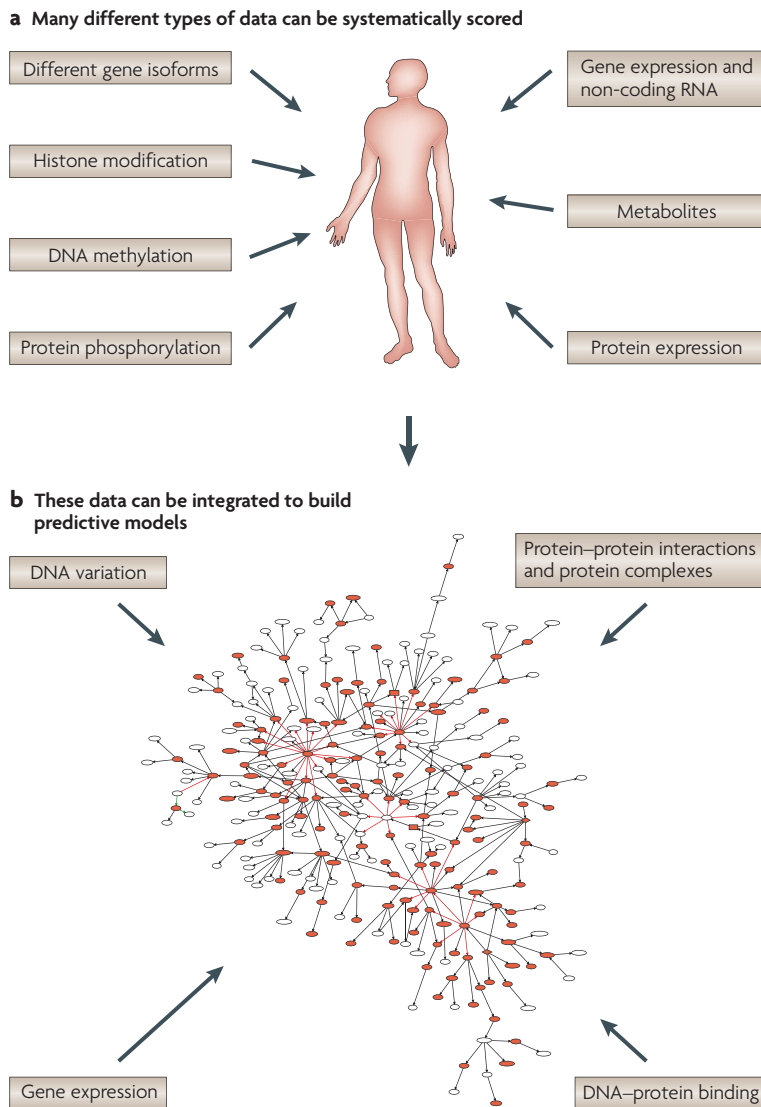 a Many different types of data can be systematically scored
Different gene isoforms
Gene expression and
non-coding RNA
Histone modification
Metabolites
DNA methylation
Protein phosphorylation
Protein expression
b These data can be integrated to build
predictive models
DNA variation
Protein–protein interactions
and protein complexes
Gene expression
DNA–protein binding